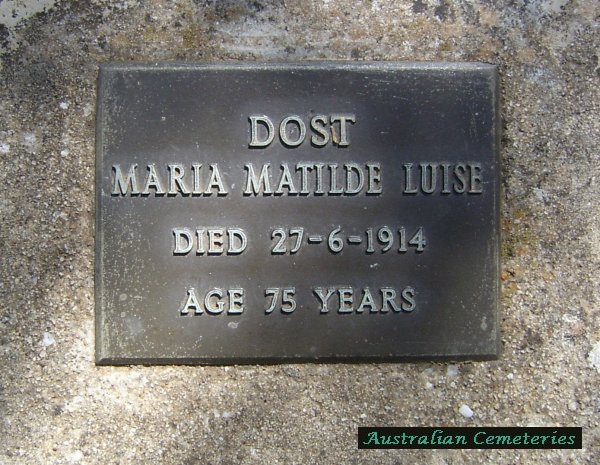 DOST
MARIA MATILDE LUISE
DIED 27-6-1914
AGE 75 YEARS
Australian Cemeteries